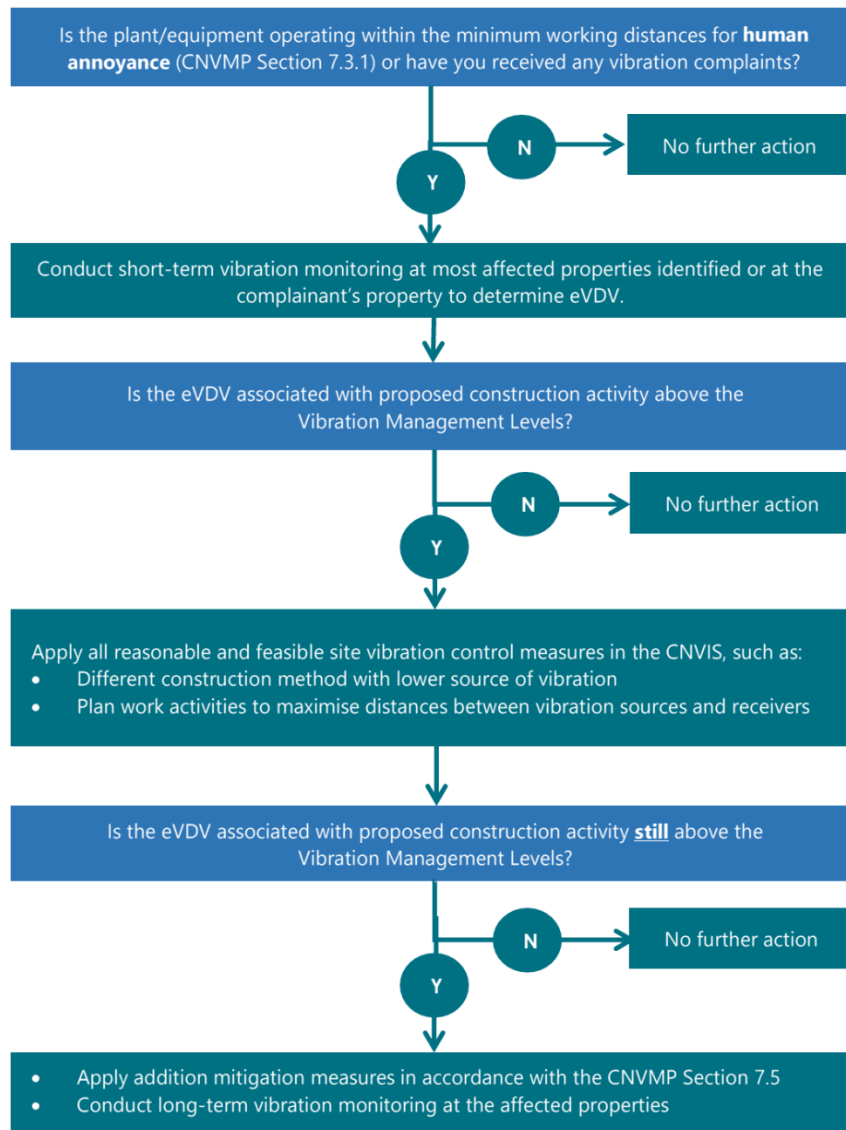 Is the plant/equipment operating within the minimum working distances for human
annoyance (CNVMP Section 7.3.1) or have you received any vibration complaints?
N
No further action
Y
Conduct short-term vibration monitoring at most affected properties identified or at the
complainant's property to determine eVDV.
Is the eVDV associated with proposed construction activity above the
Vibration Management Levels?
N
No further action
Y
Apply all reasonable and feasible site vibration control measures in the CNVIS, such as:
• Different construction method with lower source of vibration
• Plan work activities to maximise distances between vibration sources and receivers
Is the eVDV associated with proposed construction activity still above the
Vibration Management Levels?
N
No further action
Y
• Apply addition mitigation measures in accordance with the CNVMP Section 7.5
• Conduct long-term vibration monitoring at the affected properties